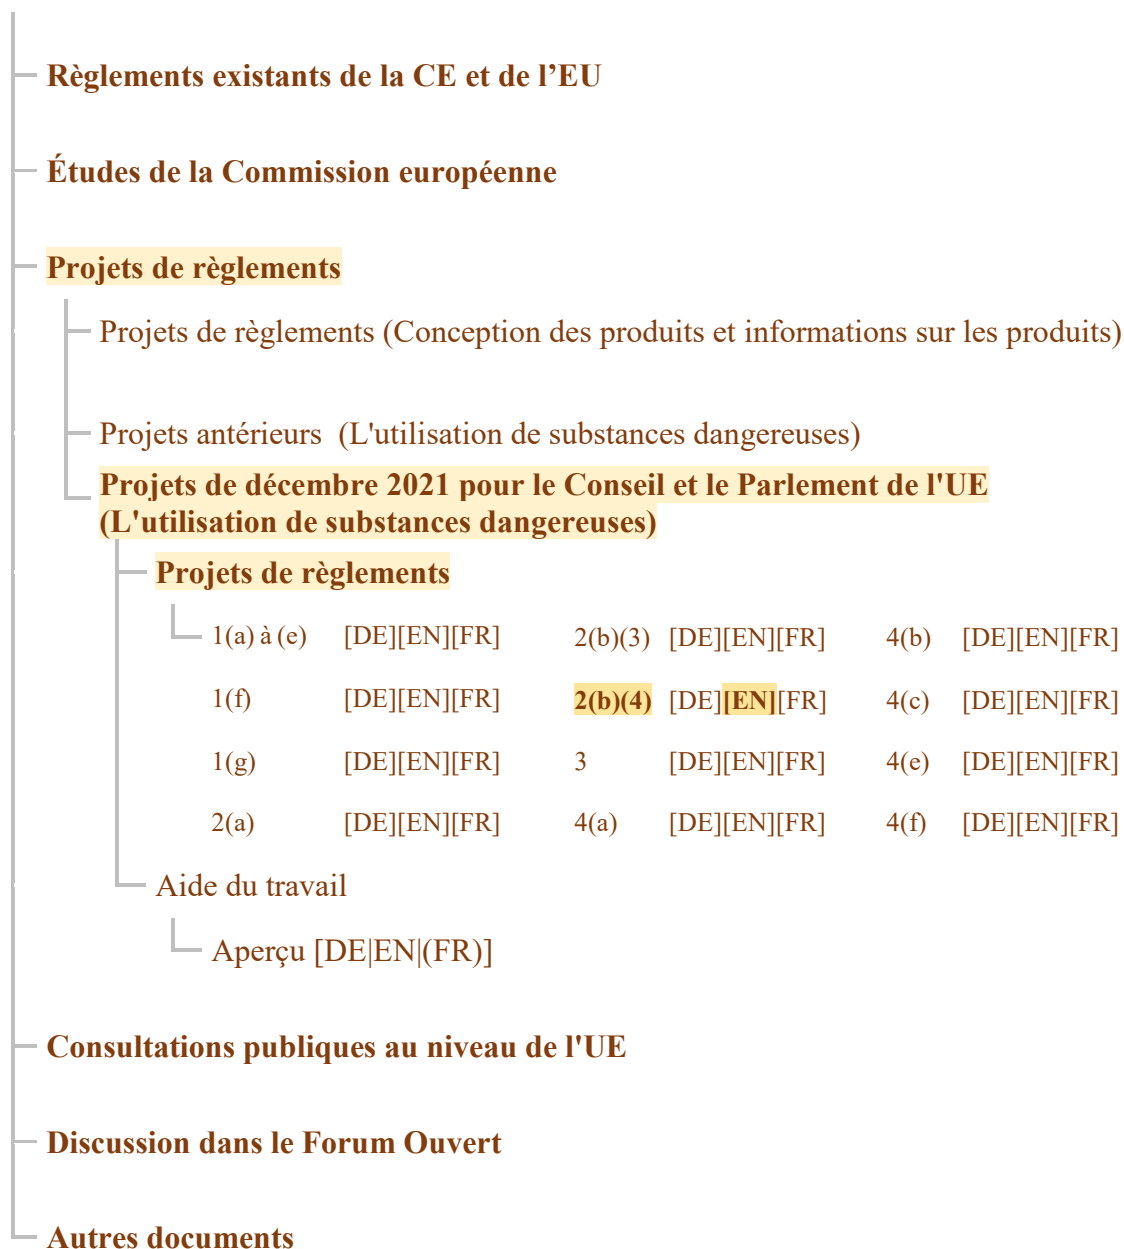 Règlements existants de la CE et de l’EU
Études de la Commission européenne
Projets de règlements
Projets de règlements (Conception des produits et informations sur les produits)
Projets antérieurs (L'utilisation de substances dangereuses)
Projets de décembre 2021 pour le Conseil et le Parlement de l'UE
(L'utilisation de substances dangereuses)
Projets de règlements
1(a) à (e) [DE][EN][FR] 2(b)(3) [DE][EN][FR] 4(b) [DE][EN][FR]
1(f) [DE][EN][FR] 2(b)(4) [DE][EN][FR] 4(c) [DE][EN][FR]
1(g) [DE][EN][FR] 3 [DE][EN][FR] 4(e) [DE][EN][FR]
2(a) [DE][EN][FR] 4(a) [DE][EN][FR] 4(f) [DE][EN][FR]
Aide du travail
Aperçu [DE|EN|(FR)]
Consultations publiques au niveau de l'UE
Discussion dans le Forum Ouvert
Autres documents